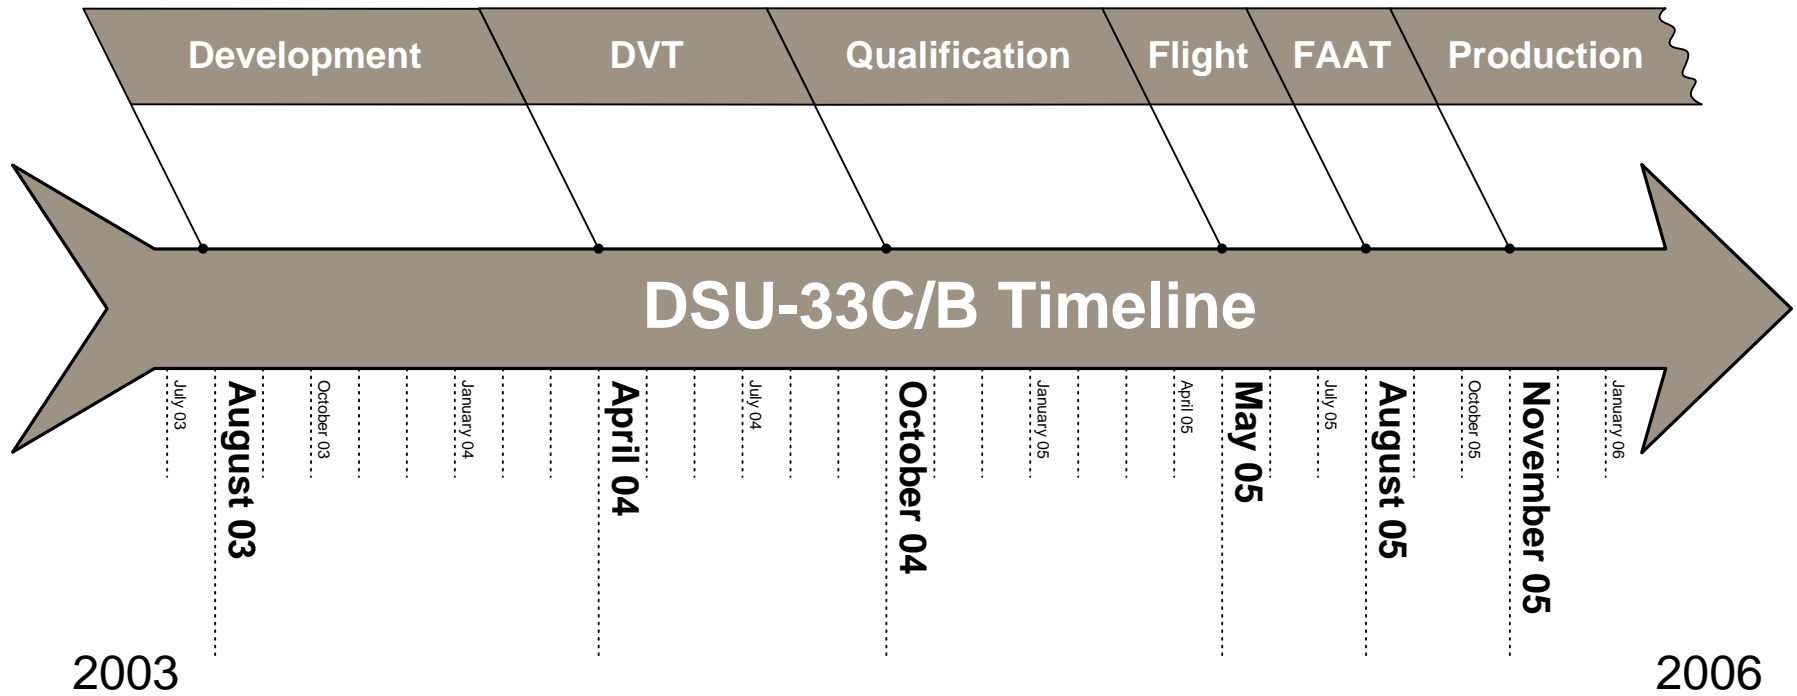 Development
DVT
Qualification
Flight
FAAT
Production
DSU-33C/B Timeline
July 03
August 03
October 03
January 04
April 04
July 04
October 04
January 05
April 05
May 05
July 05
August 05
October 05
November 05
January 06
2003
2006